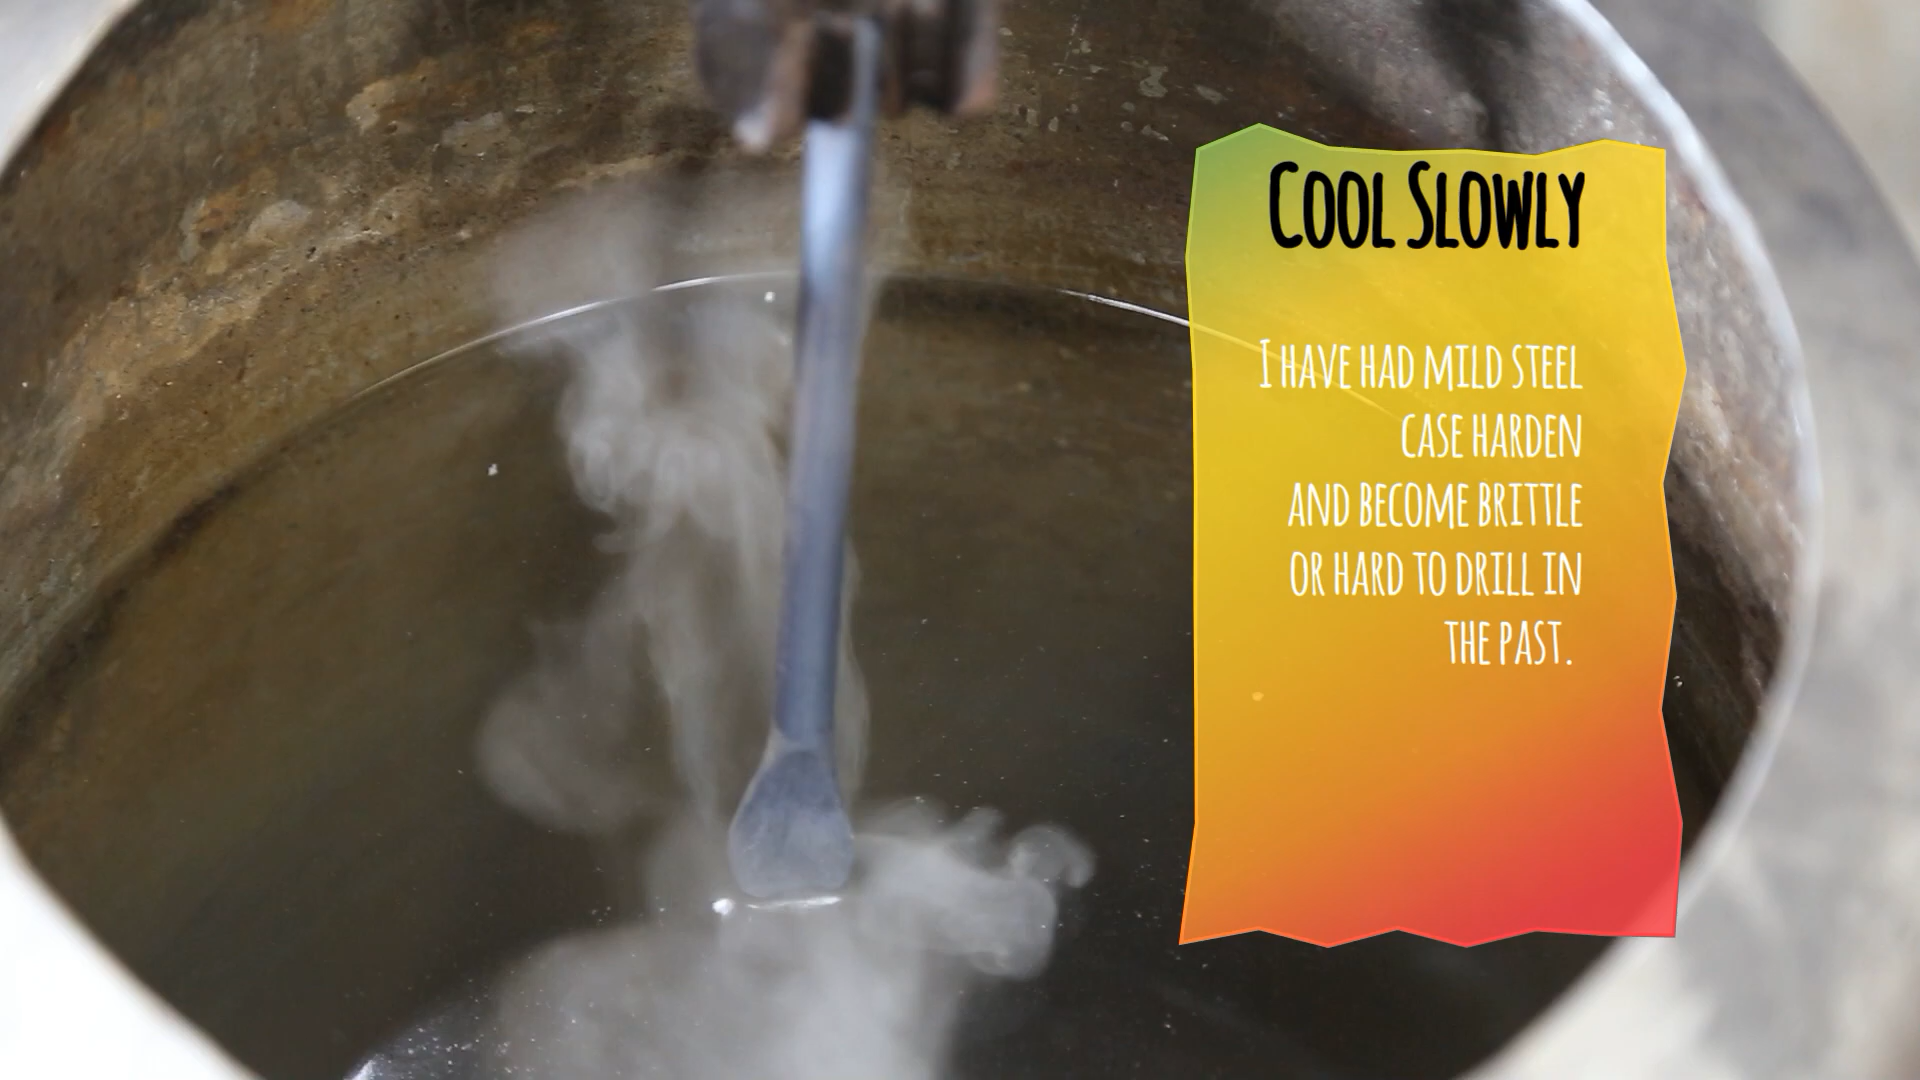 Cool Slowly
I have had mild steel
case harden
and become brittle
or hard to drill in
the past.